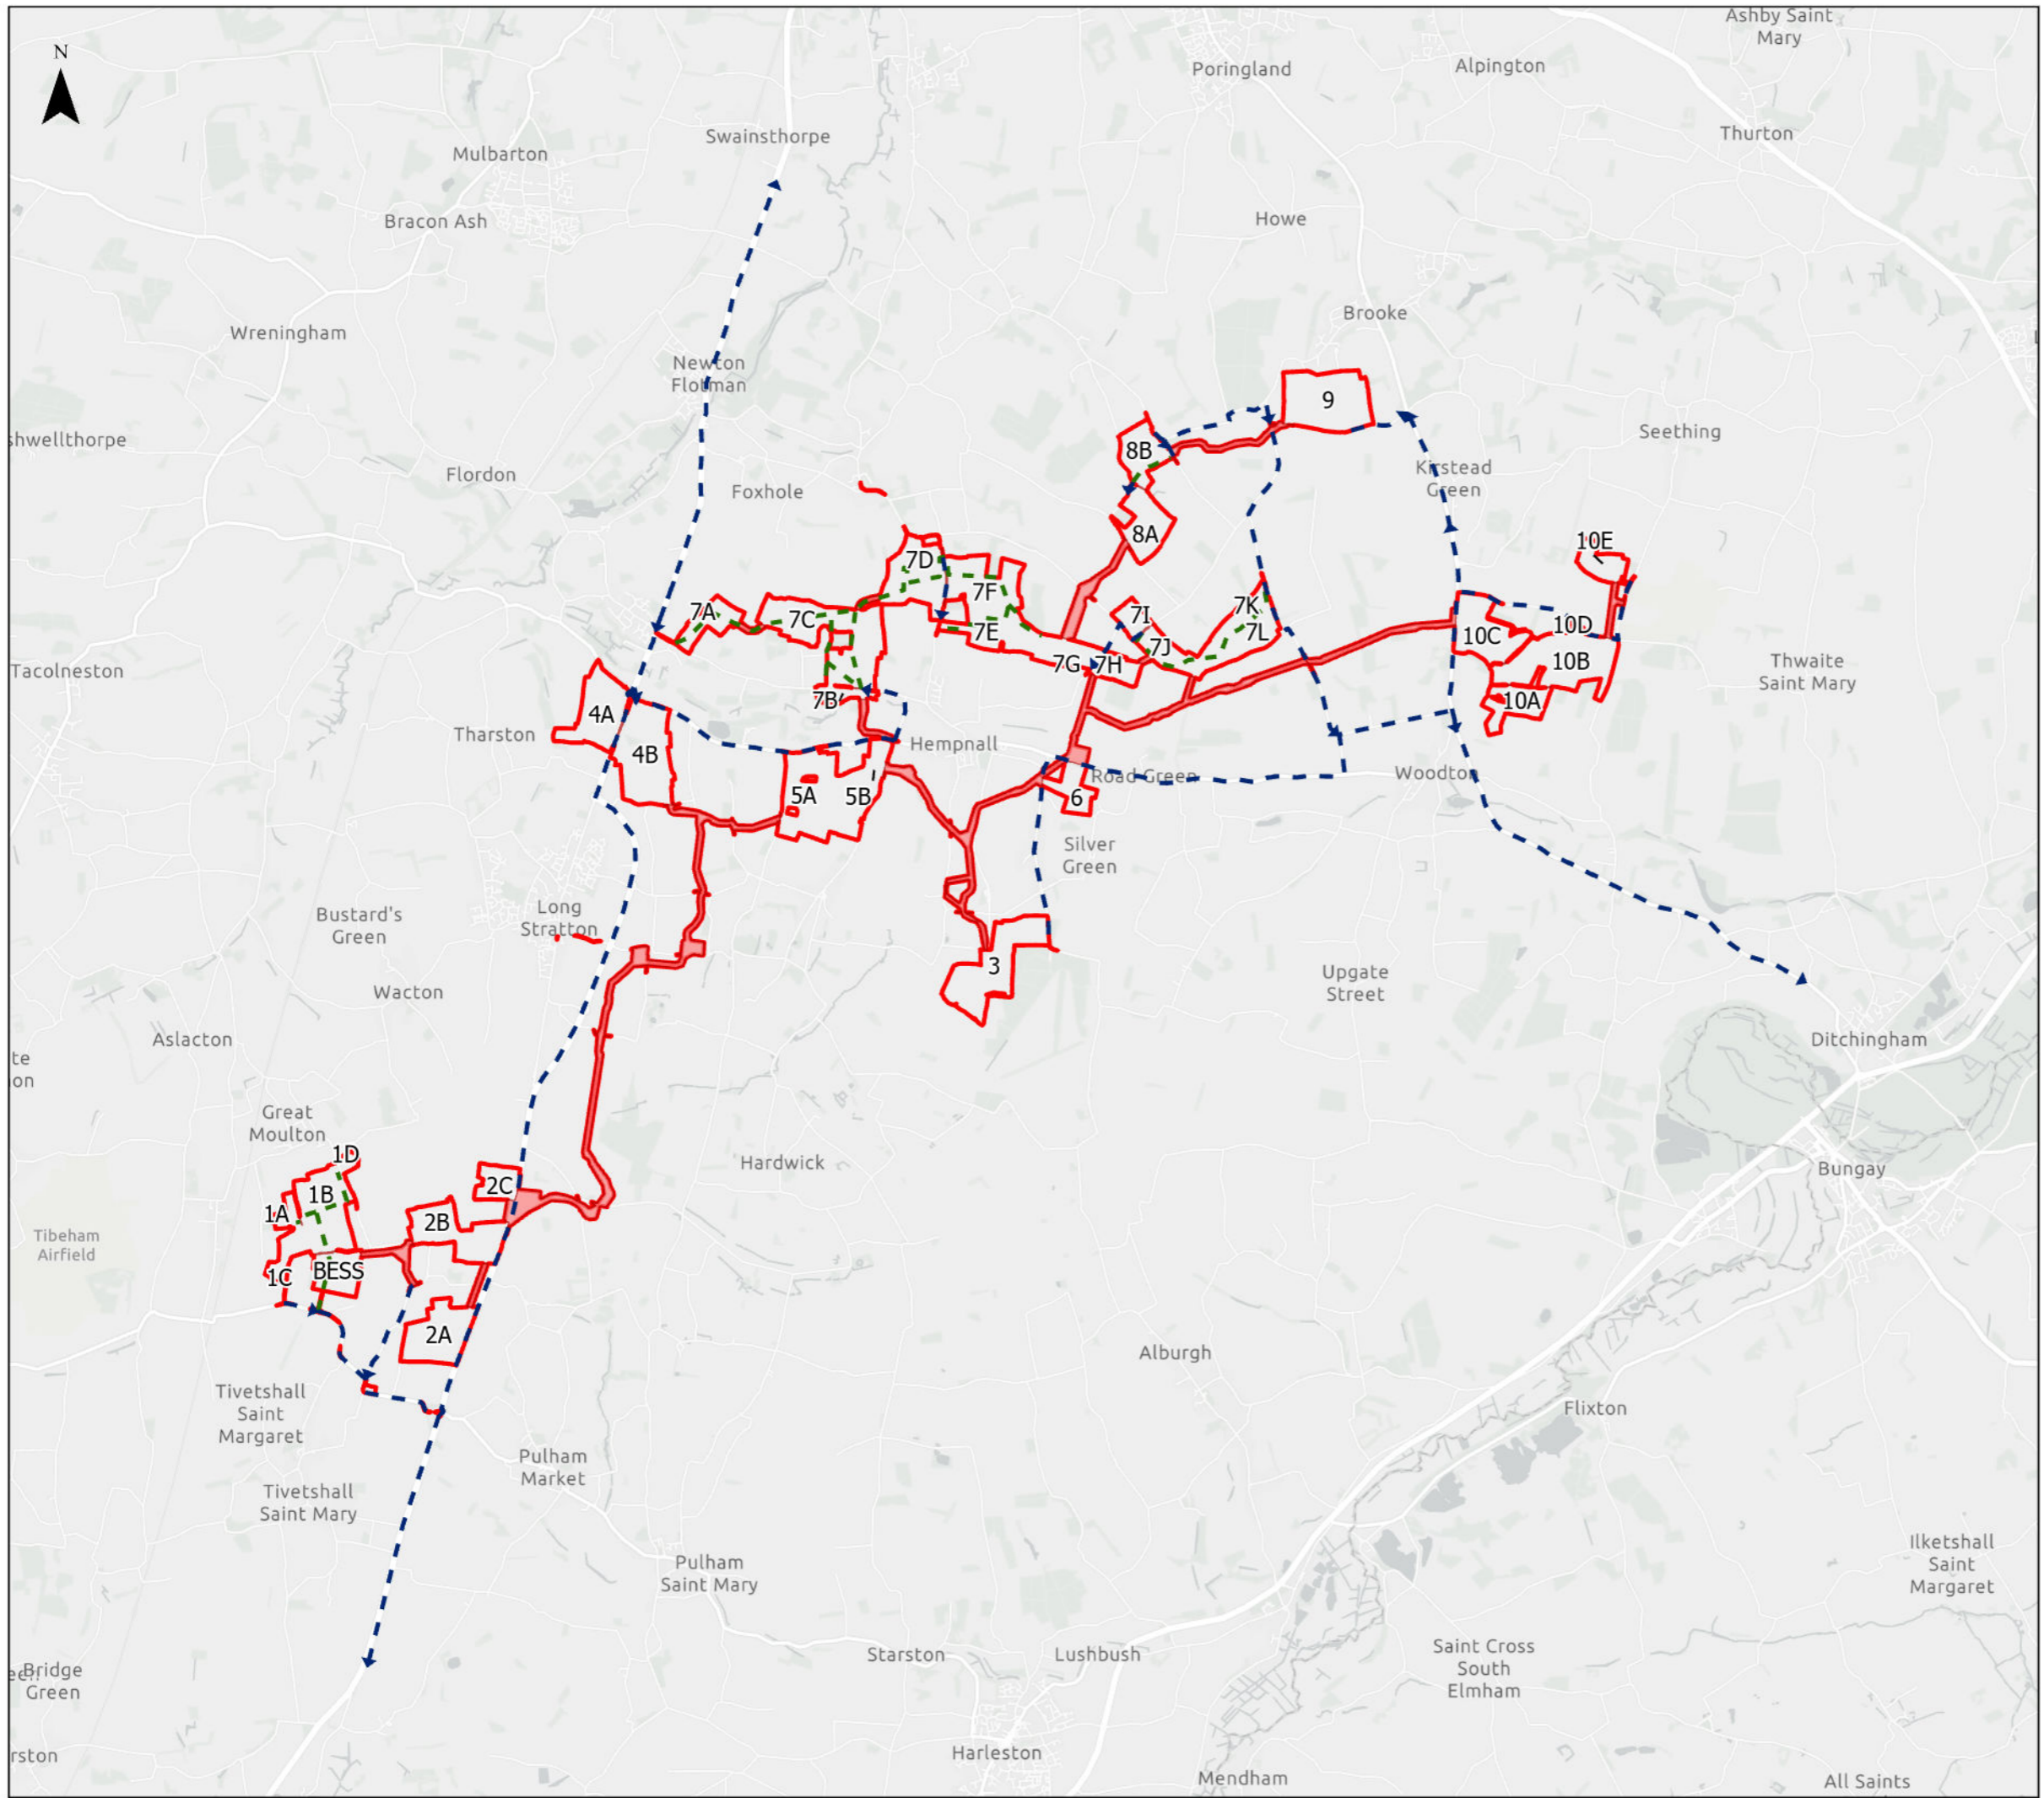 Ashby Saint
Mary
N
Poringland
Alpington
Thurton
Swainsthorpe
Mulbarton
Bracon Ash
Howe
Brooke
Wreningham
Newton
Flotman
9
shwellthorpe
Seething
8B
Kirstead
Green
Flordon
Foxhole
8A
10E
7D
7F
7A
7C
7I
7K
7E
7L
10D
10C
7J
7G
7H
10B
Tacolneston
Thwaite
Saint Mary
7B
10A
4A
Tharston
Hempnall
4B
Road Green
Woodton
5A
5B
6
Silver
Green
Long
Stratton
Bustard's
Green
3
Upgate
Street
Wacton
Aslacton
Ditchingham
te
on
Great
Moulton
1D
Hardwick
Bungay
2C
1B
1A
2B
Tibeham
Airfield
1C
BESS
2A
Alburgh
Tivetshall
Saint
Margaret
Flixton
Pulham
Market
Tivetshall
Saint Mary
Pulham
Saint Mary
Ilketshall
Saint
Margaret
Starston
Lushbush
Saint Cross
South
Elmham
Bridge
Green
rston
Harleston
Mendham
All Saints